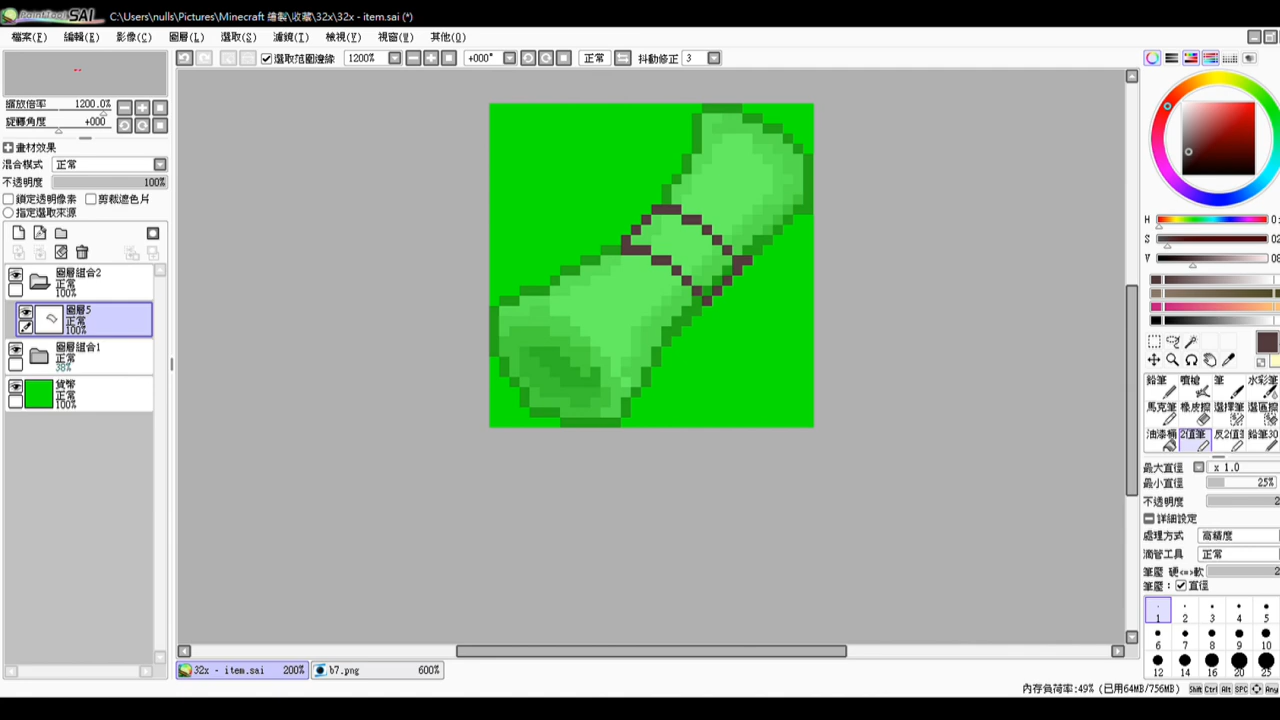 PaintTool SAI C:\Users\nulls\Pictures\Minecraft 繪製\收藏\32x\32x - item.sai (*)
檔案(F) 編輯(E) 影像(C) 圖層(L) 選取(S) 濾鏡(T) 檢視(V) 視窗(W) 其他(O)
選取范圍邊緣 1200% +000° 正常 抖動修正 3
縮放倍率 1200.0%
旋轉角度 +000
畫材效果
混合模式 正常
不透明度 100%
鎖定透明像素 剪裁遮色片
指定選取來源
圖層組合2
正常
100%
圖層5
正常
100%
圖層組合1
正常
38%
貨幣
正常
100%
H
S
V
鉛筆 噴槍 筆 水彩筆
馬克筆 橡皮擦 選擇筆 選區擦
油漆桶 2值筆 反2值 鉛筆30
最大直徑 x 1.0
最小直徑 25%
不透明度
詳細設定
處理方式 高精度
滴管工具 正常
筆壓 硬<=>軟
筆壓: 直徑
1 2 3 4 5
6 7 8 9 10
12 14 16 20 25
32x - item.sai 200% b7.png 600%
內存負荷率:49% (已用64MB/756MB) Shift Ctrl Alt SPC Any